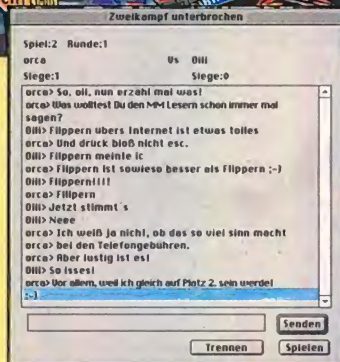 Zweikampf unterbrochen
Spiel:2 Runde:1
orca Vs Olli
Siege:1 Siege:0
orca> So, oll, nun erzähl mal was!
orca> Was wolltest Du den MM Lesern schon immer mal
sagen?
Olli> Flippern übers Internet ist etwas tolles
orca> Und drück bloß nicht esc.
Olli> Flippern meinte ic
orca> Flippern ist sowieso besser als Flippern ;-)
Olli> Flippern!!!!
orca> Flipern
Olli> Jetzt stimmt´s
Olli> Neee
orca> Ich weiß ja nicht, ob das so viel sinn macht
orca> bei den Telefongebühren.
orca> Aber lustig ist es!
Olli> So isses!
orca> Vor allem, weil ich gleich auf Platz 2. sein werde!
;-)
Senden
Trennen Spielen